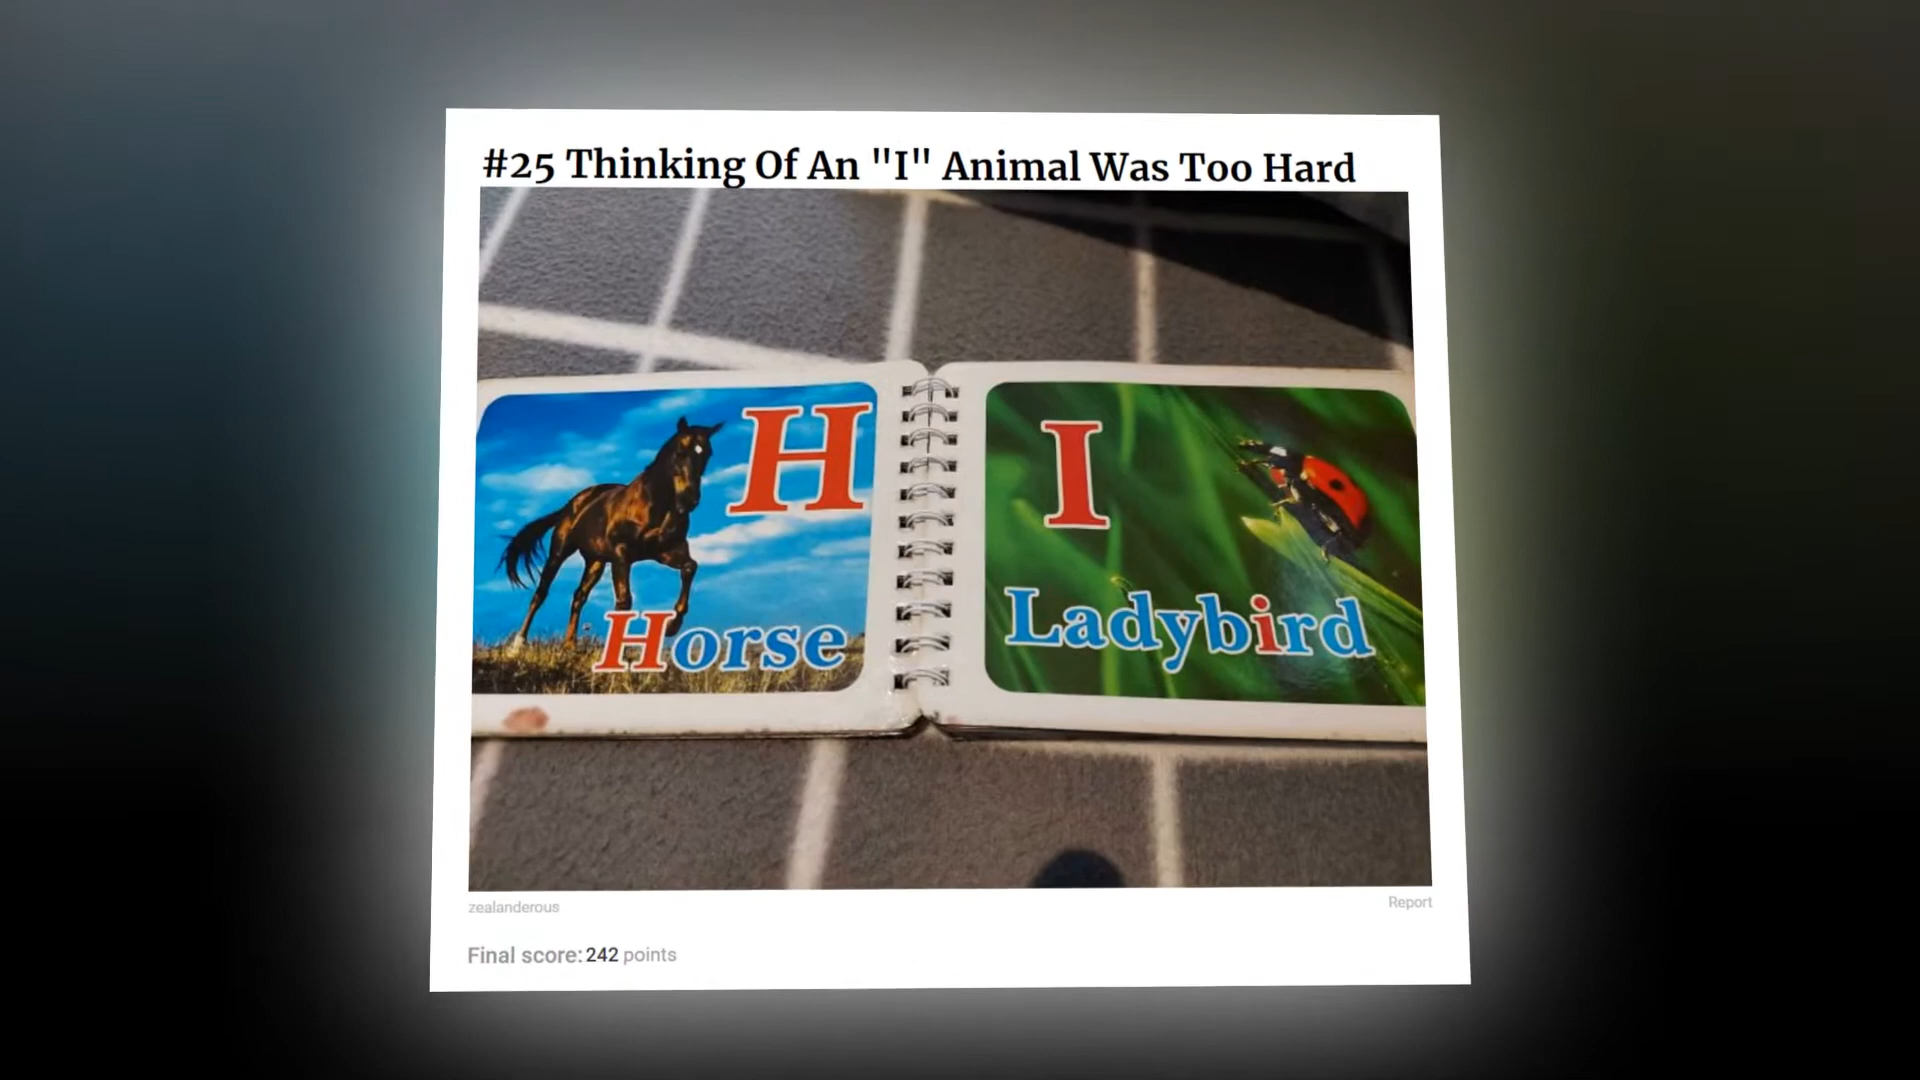 #25 Thinking Of An "I" Animal Was Too Hard
H
Horse
I
Ladybird
zealanderous
Report
Final score: 242 points